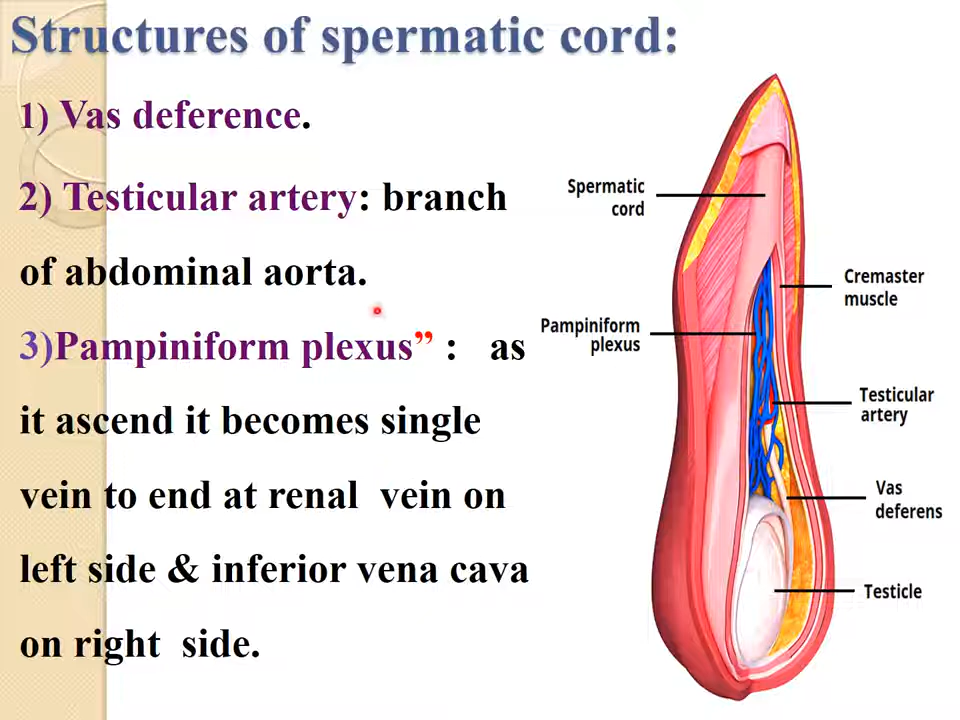 Structures of spermatic cord:
1) Vas deference.
2) Testicular artery: branch
of abdominal aorta.
3)Pampiniform plexus” : as
it ascend it becomes single
vein to end at renal vein on
left side & inferior vena cava
on right side.
Spermatic
cord
Cremaster
muscle
Pampiniform
plexus
Testicular
artery
Vas
deferens
Testicle